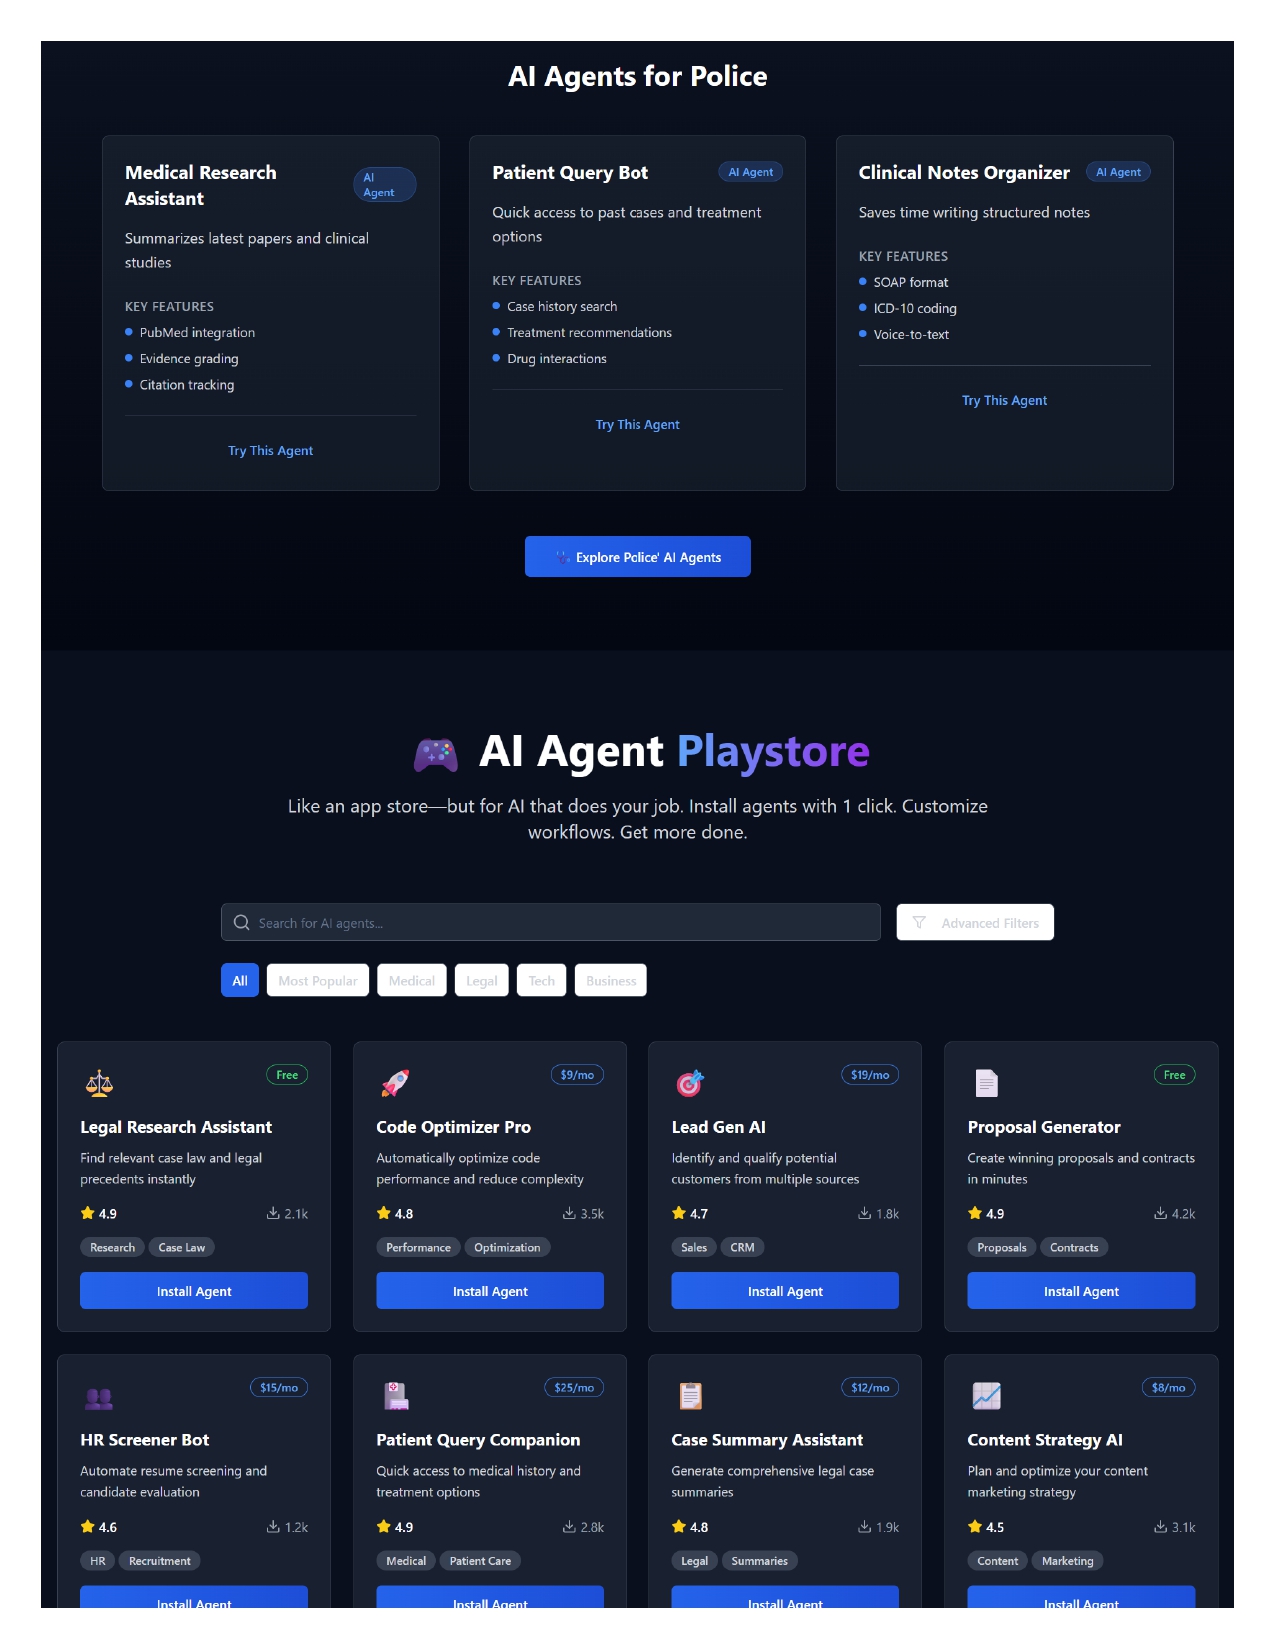 AI Agents for Police
Medical Research
Assistant
AI
Agent
Summarizes latest papers and clinical
studies
KEY FEATURES
PubMed integration
Evidence grading
Citation tracking
Try This Agent
Patient Query Bot
AI Agent
Quick access to past cases and treatment
options
KEY FEATURES
Case history search
Treatment recommendations
Drug interactions
Try This Agent
Clinical Notes Organizer
AI Agent
Saves time writing structured notes
KEY FEATURES
SOAP format
ICD-10 coding
Voice-to-text
Try This Agent
Explore Police' AI Agents
AI Agent Playstore
Like an app store—but for AI that does your job. Install agents with 1 click. Customize
workflows. Get more done.
Search for AI agents...
Advanced Filters
All Most Popular Medical Legal Tech Business
Free
Legal Research Assistant
Find relevant case law and legal
precedents instantly
4.9 2.1k
Research Case Law
Install Agent
$9/mo
Code Optimizer Pro
Automatically optimize code
performance and reduce complexity
4.8 3.5k
Performance Optimization
Install Agent
$19/mo
Lead Gen AI
Identify and qualify potential
customers from multiple sources
4.7 1.8k
Sales CRM
Install Agent
Free
Proposal Generator
Create winning proposals and contracts
in minutes
4.9 4.2k
Proposals Contracts
Install Agent
$15/mo
HR Screener Bot
Automate resume screening and
candidate evaluation
4.6 1.2k
HR Recruitment
Install Agent
$25/mo
Patient Query Companion
Quick access to medical history and
treatment options
4.9 2.8k
Medical Patient Care
Install Agent
$12/mo
Case Summary Assistant
Generate comprehensive legal case
summaries
4.8 1.9k
Legal Summaries
Install Agent
$8/mo
Content Strategy AI
Plan and optimize your content
marketing strategy
4.5 3.1k
Content Marketing
Install Agent